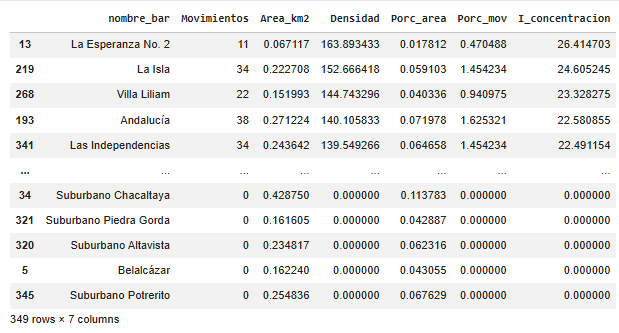 nombre_bar Movimientos Area_km2 Densidad Porc_area Porc_mov I_concentracion
13 La Esperanza No. 2 11 0.067117 163.893433 0.017812 0.470488 26.414703
219 La Isla 34 0.222708 152.666418 0.059103 1.454234 24.605245
268 Villa Liliam 22 0.151993 144.743296 0.040336 0.940975 23.328275
193 Andalucía 38 0.271224 140.105833 0.071978 1.625321 22.580855
341 Las Independencias 34 0.243642 139.549266 0.064658 1.454234 22.491154
... ... ... ... ... ... ... ...
34 Suburbano Chacaltaya 0 0.428750 0.000000 0.113783 0.000000 0.000000
321 Suburbano Piedra Gorda 0 0.161605 0.000000 0.042887 0.000000 0.000000
320 Suburbano Altavista 0 0.234817 0.000000 0.062316 0.000000 0.000000
5 Belalcázar 0 0.162240 0.000000 0.043055 0.000000 0.000000
345 Suburbano Potrerito 0 0.254836 0.000000 0.067629 0.000000 0.000000
349 rows × 7 columns